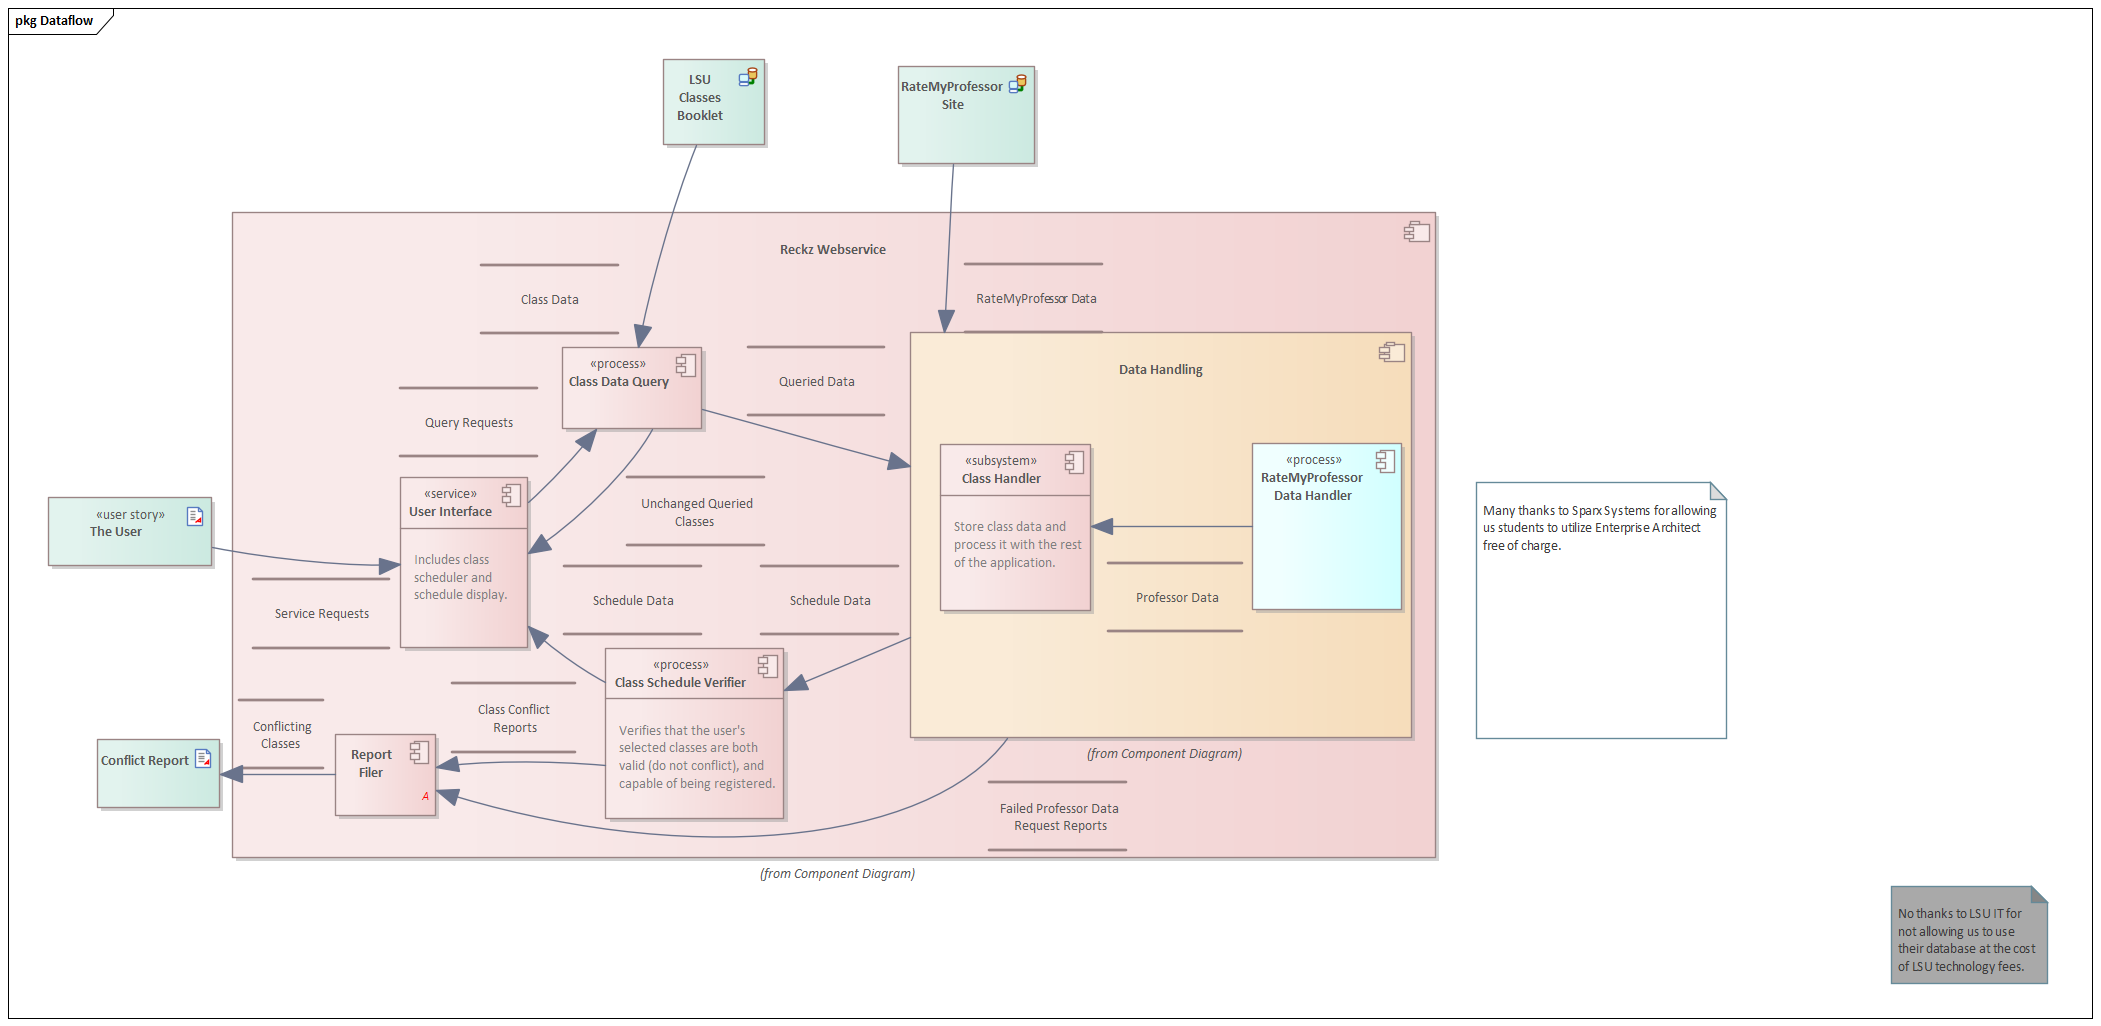 pkg Dataflow
LSU
Classes
Booklet
RateMyProfessor
Site
Reckz Webservice
Class Data
RateMyProfessor Data
«process»
Class Data Query
Queried Data
Data Handling
Query Requests
«subsystem»
Class Handler
Store class data and
process it with the rest
of the application.
«process»
RateMyProfessor
Data Handler
Professor Data
«service»
User Interface
Includes class
scheduler and
schedule display.
Unchanged Queried
Classes
«user story»
The User
Service Requests
Schedule Data
Schedule Data
«process»
Class Schedule Verifier
Verifies that the user's
selected classes are both
valid (do not conflict), and
capable of being registered.
Class Conflict
Reports
Conflicting
Classes
Conflict Report
Report
Filer
A
(from Component Diagram)
Failed Professor Data
Request Reports
(from Component Diagram)
Many thanks to Sparx Systems for allowing
us students to utilize Enterprise Architect
free of charge.
No thanks to LSU IT for
not allowing us to use
their database at the cost
of LSU technology fees.